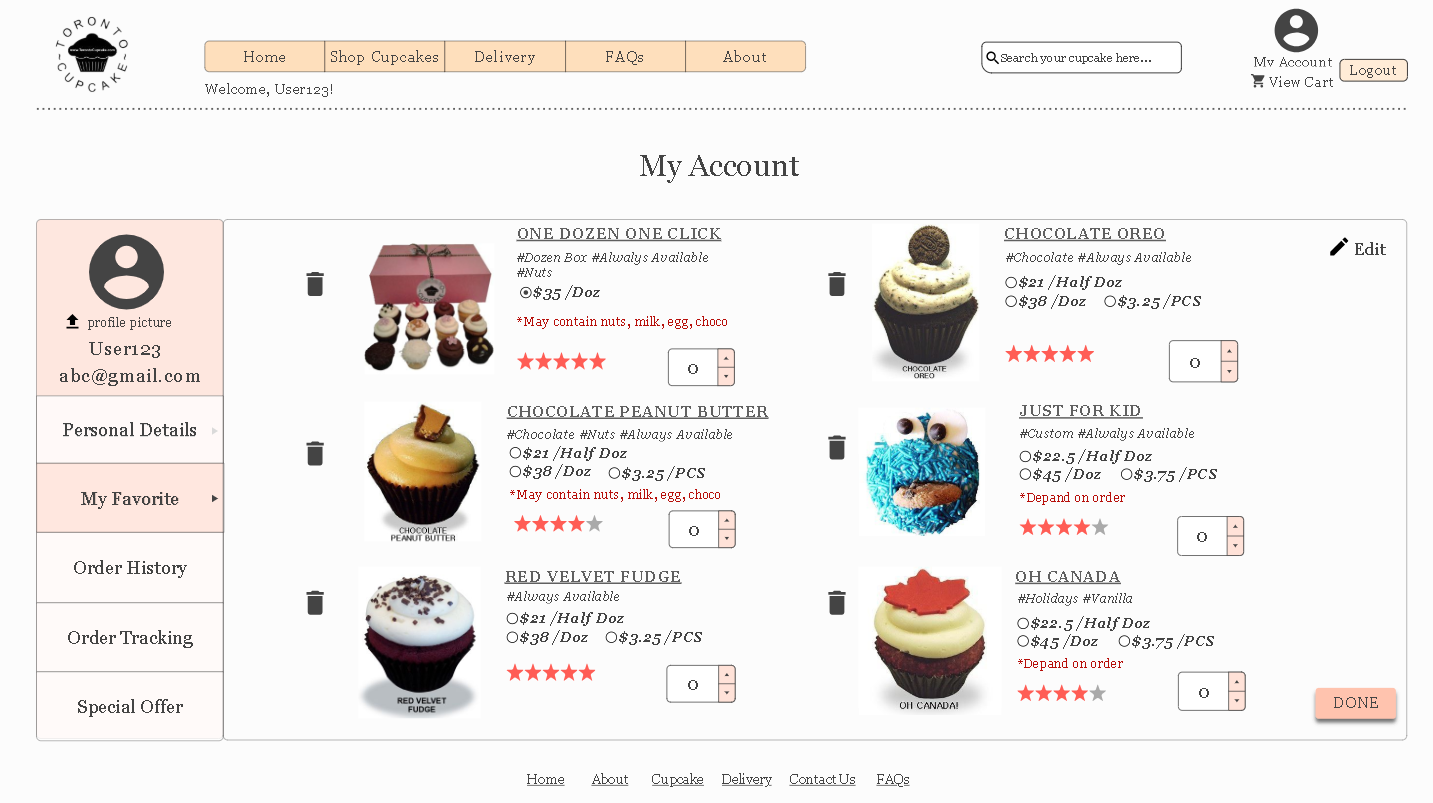 TORONTO CUPCAKE
www.TorontoCupcake.com
Home Shop Cupcakes Delivery FAQs About
Search your cupcake here...
My Account
View Cart
Logout
Welcome, User123!
My Account
profile picture
User123
abc@gmail.com
Personal Details
My Favorite
Order History
Order Tracking
Special Offer
Edit
ONE DOZEN ONE CLICK
#Dozen Box #Alwalys Available
#Nuts
$35 /Doz
*May contain nuts, milk, egg, choco
0
CHOCOLATE OREO
CHOCOLATE OREO
#Chocolate #Always Available
$21 /Half Doz
$38 /Doz $3.25 /PCS
0
CHOCOLATE
PEANUT BUTTER
CHOCOLATE PEANUT BUTTER
#Chocolate #Nuts #Always Available
$21 /Half Doz
$38 /Doz $3.25 /PCS
*May contain nuts, milk, egg, choco
0
JUST FOR KID
#Custom #Alwalys Available
$22.5 /Half Doz
$45 /Doz $3.75 /PCS
*Depand on order
0
RED VELVET
FUDGE
RED VELVET FUDGE
#Always Available
$21 /Half Doz
$38 /Doz $3.25 /PCS
0
OH CANADA!
OH CANADA
#Holidays #Vanilla
$22.5 /Half Doz
$45 /Doz $3.75 /PCS
*Depand on order
0
DONE
Home About Cupcake Delivery Contact Us FAQs